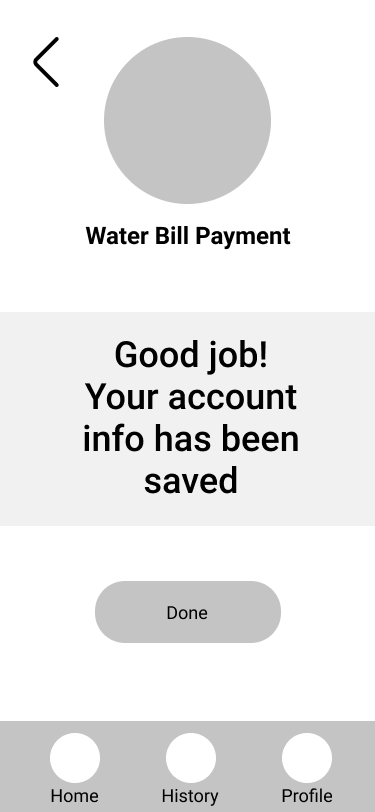 Water Bill Payment
Good job!
Your account
info has been
saved
Done
Home
History
Profile